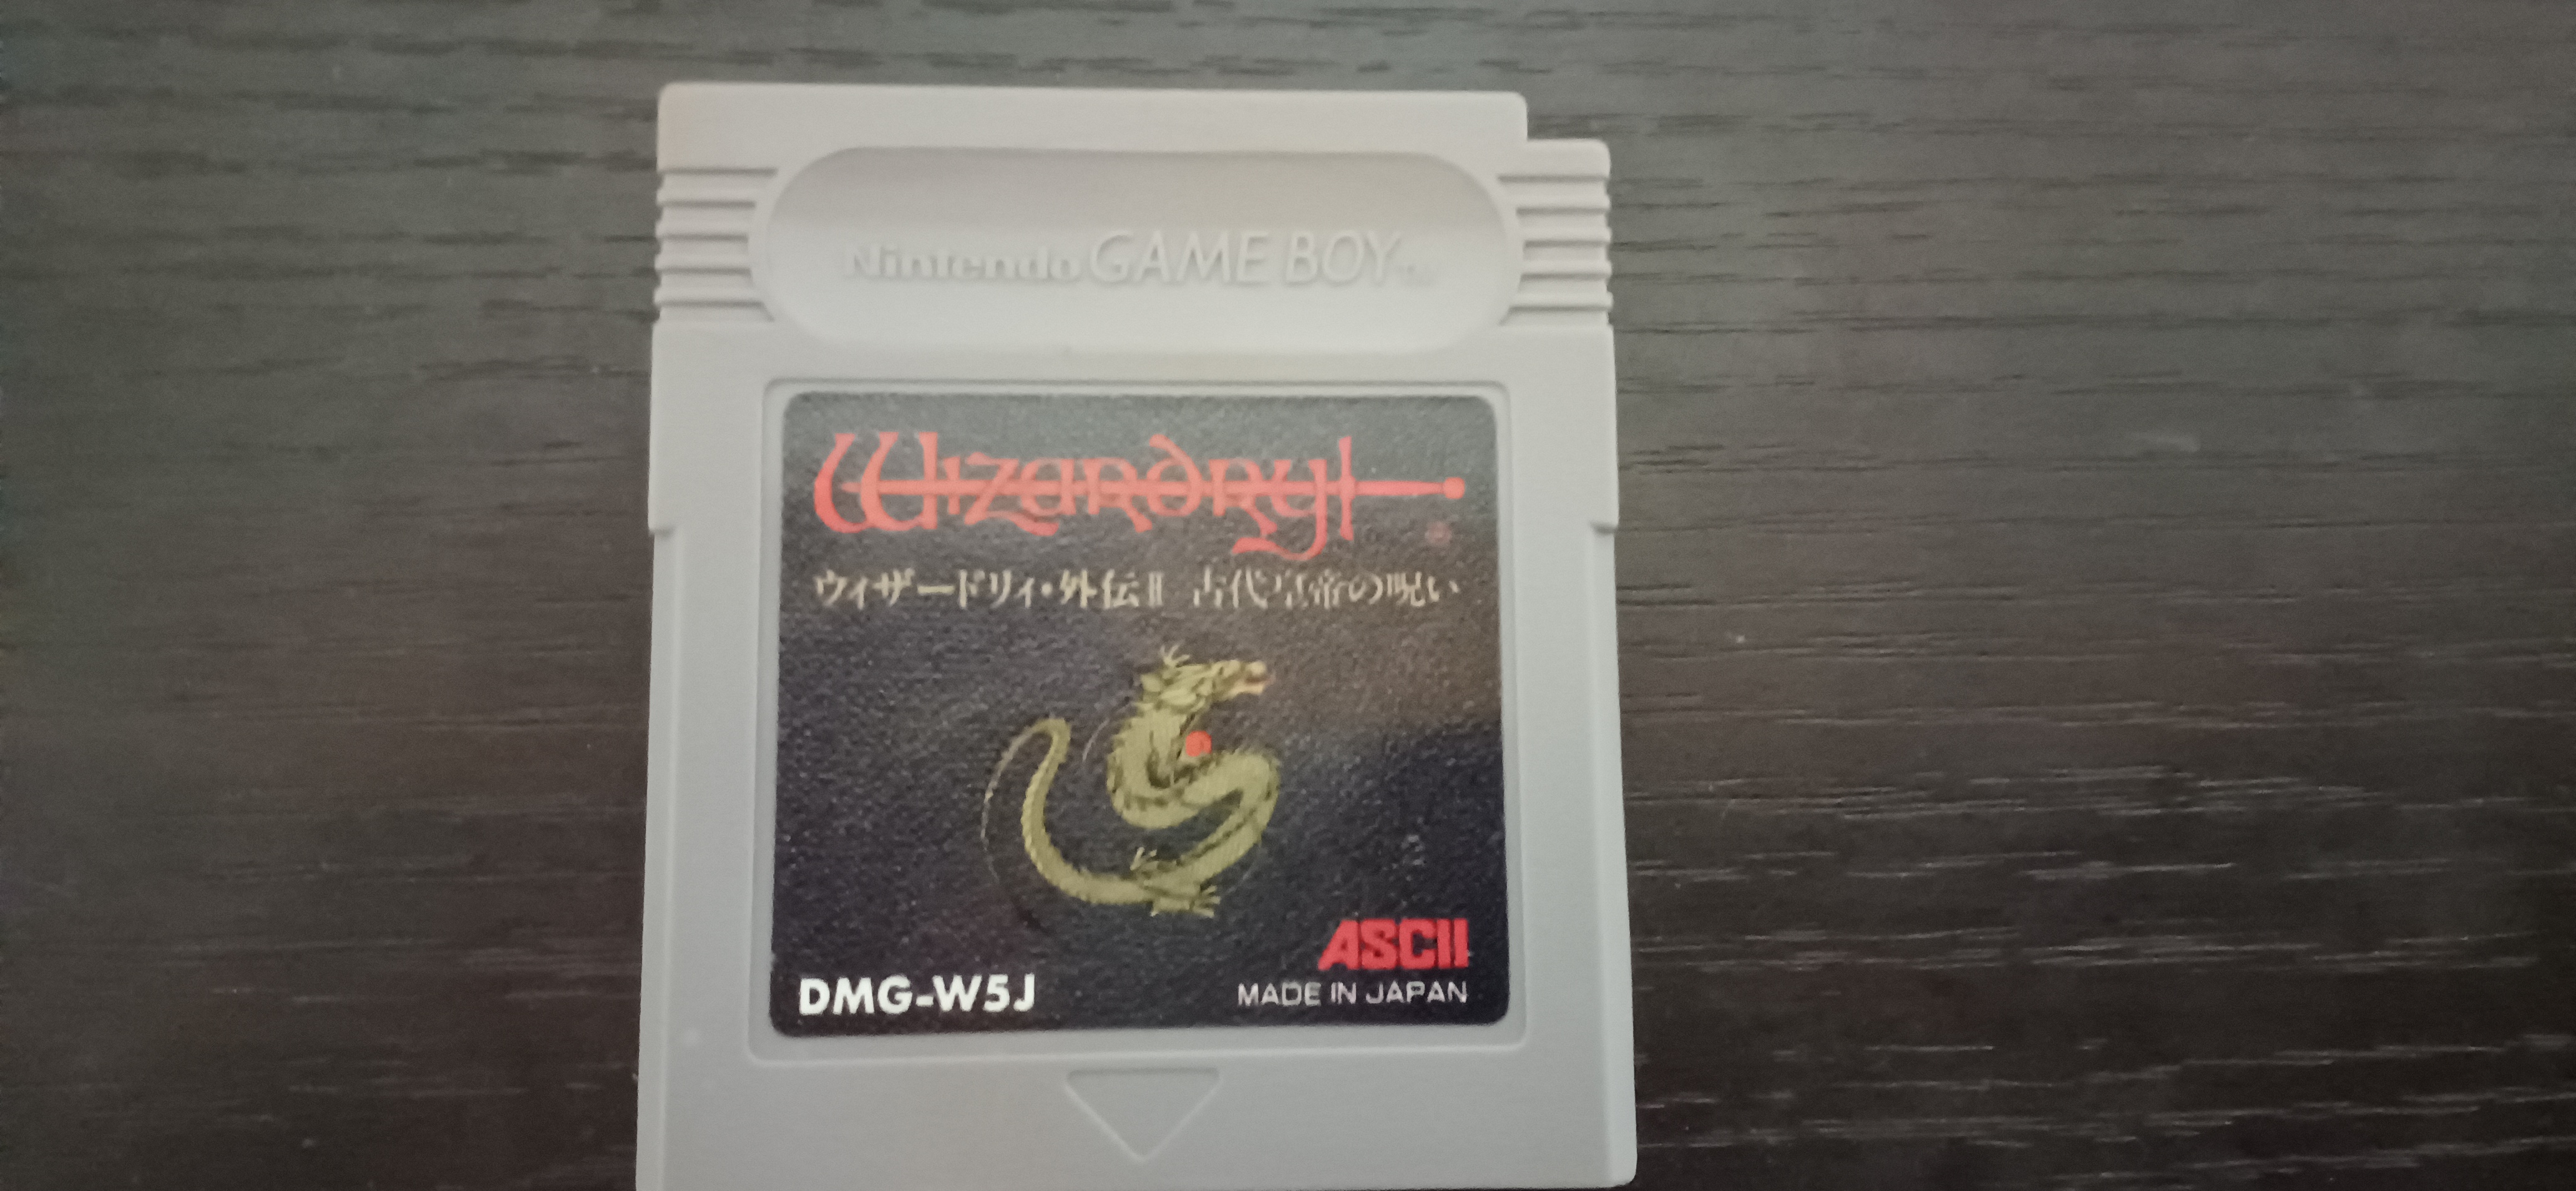 Nintendo GAME BOY™
Wizardry
ウィザードリィ・外伝Ⅱ 古代皇帝の呪い
ASCII
DMG-W5J
MADE IN JAPAN